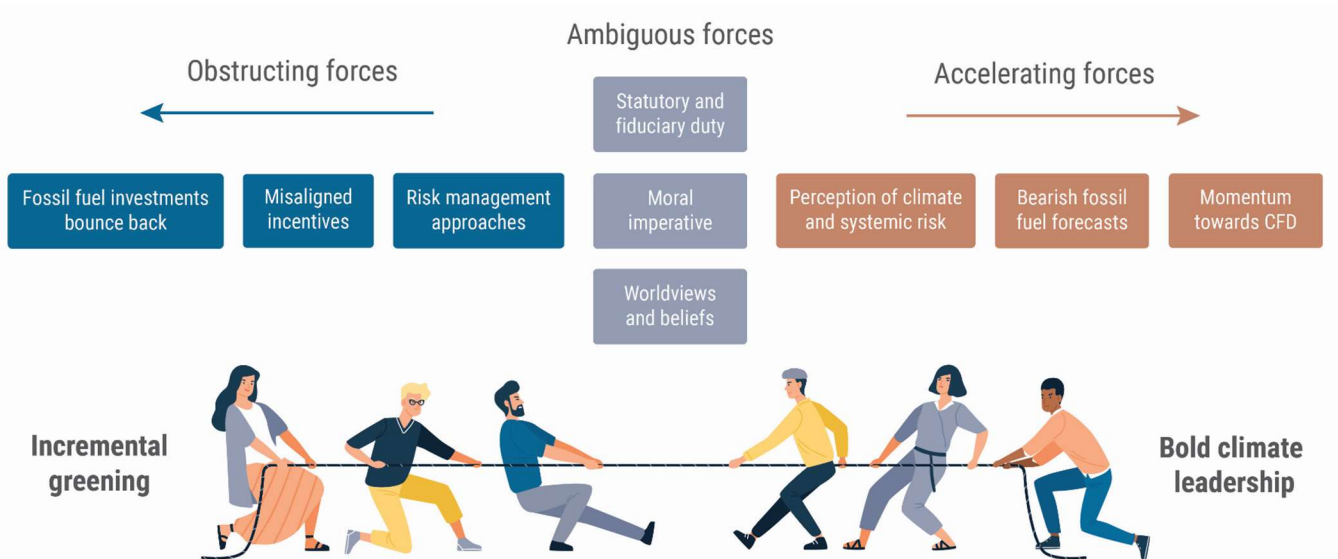 Ambiguous forces
Obstructing forces
Accelerating forces
Statutory and
fiduciary duty
Fossil fuel investments
bounce back
Misaligned
incentives
Risk management
approaches
Moral
imperative
Perception of climate
and systemic risk
Bearish fossil
fuel forecasts
Momentum
towards CFD
Worldviews
and beliefs
Incremental
greening
Bold climate
leadership